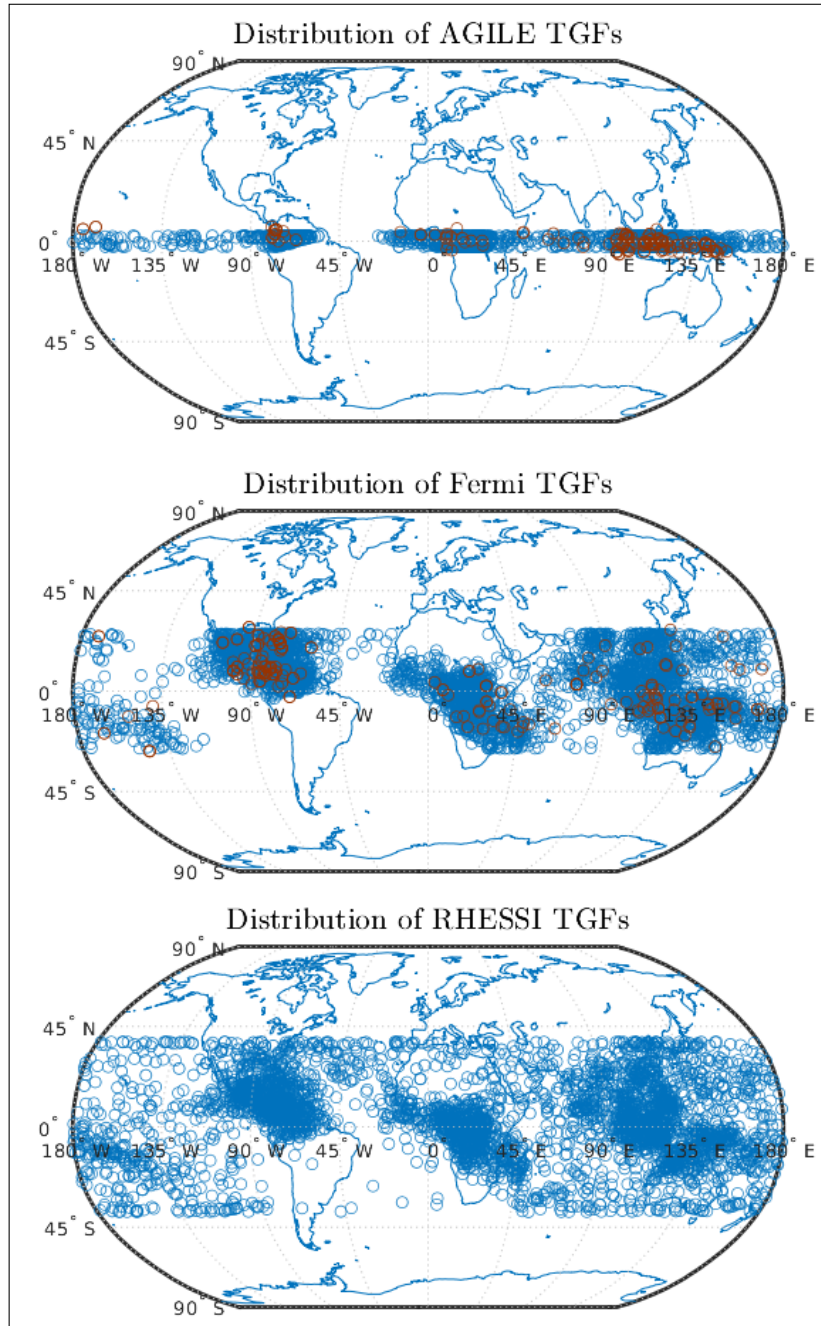 Distribution of AGILE TGFs
90° N
45° N
0°
180° W 135° W 90° W 45° W 0° 45° E 90° E 135° E 180° E
45° S
90° S
Distribution of Fermi TGFs
90° N
45° N
0°
180° W 135° W 90° W 45° W 0° 45° E 90° E 135° E 180° E
45° S
90° S
Distribution of RHESSI TGFs
90° N
45° N
0°
180° W 135° W 90° W 45° W 0° 45° E 90° E 135° E 180° E
45° S
90° S